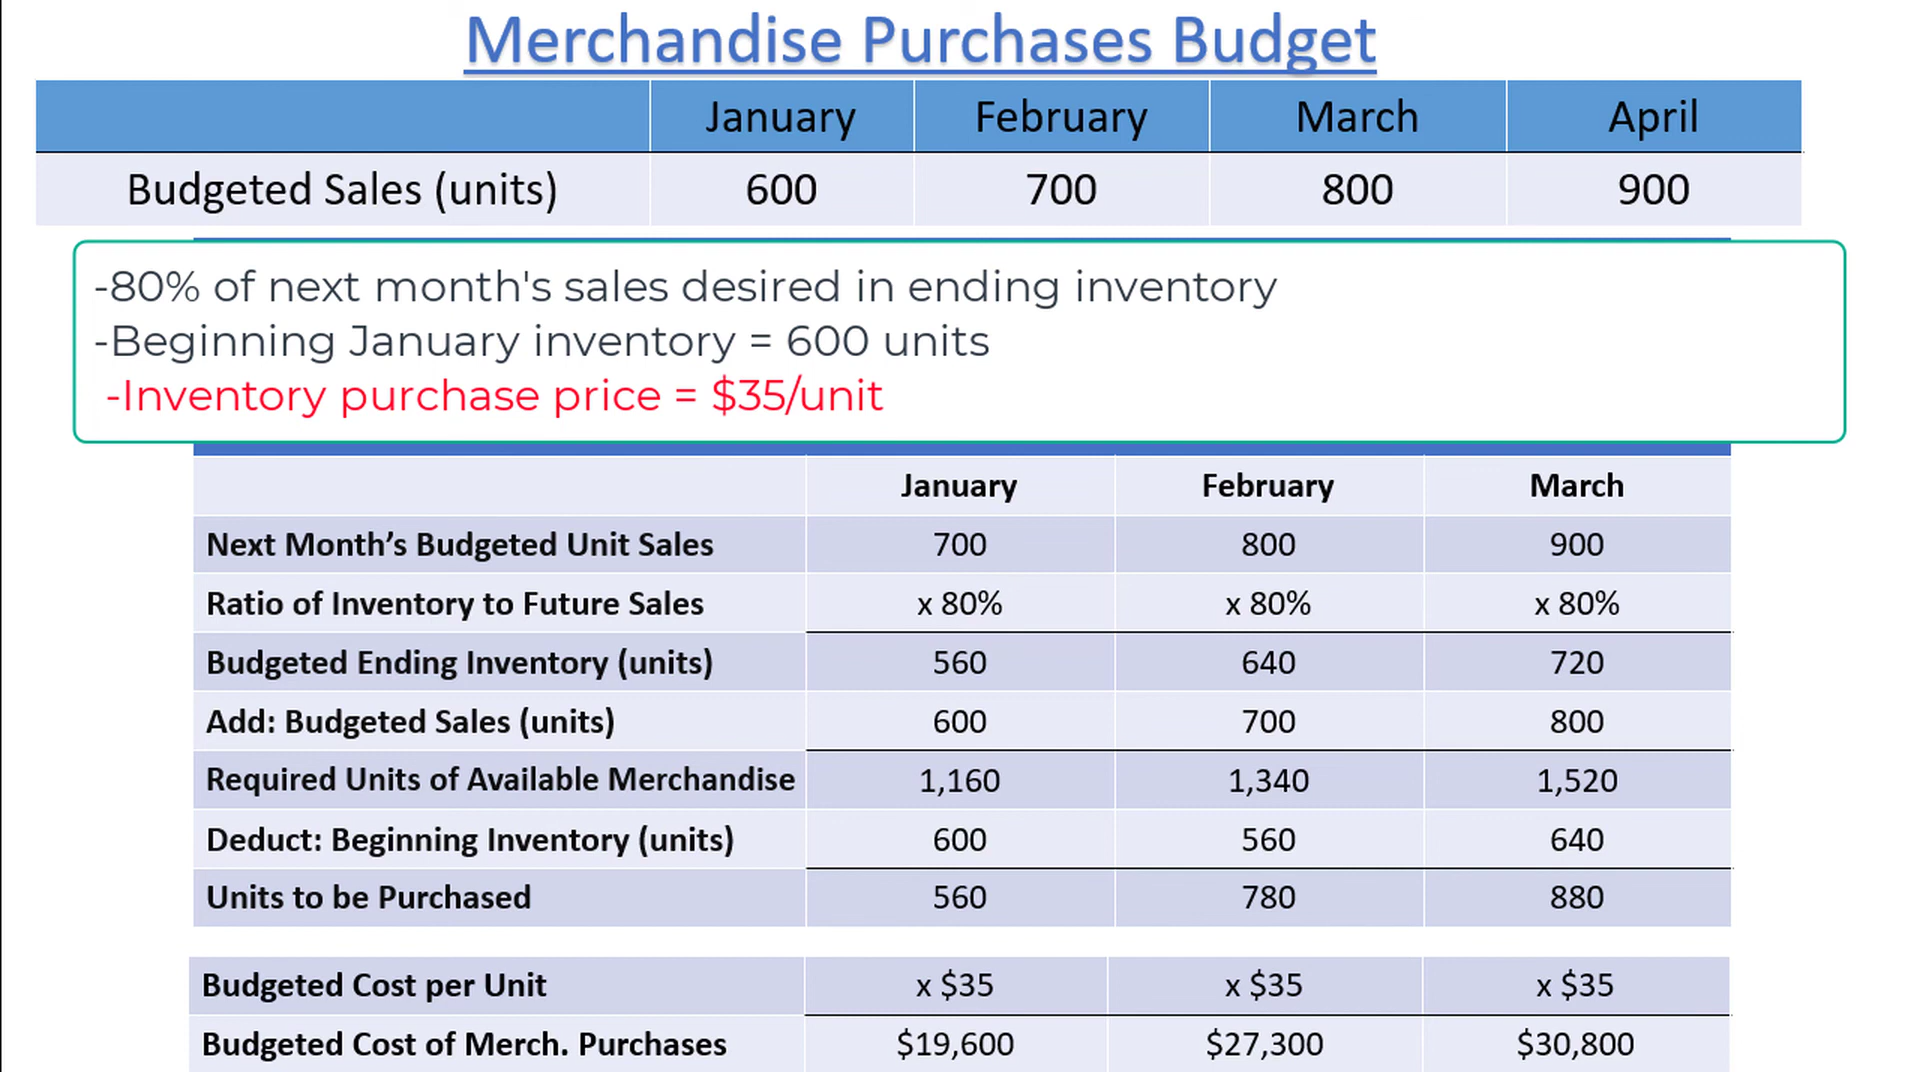 Merchandise Purchases Budget
January February March April
Budgeted Sales (units) 600 700 800 900
-80% of next month's sales desired in ending inventory
-Beginning January inventory = 600 units
-Inventory purchase price = $35/unit
January February March
Next Month’s Budgeted Unit Sales 700 800 900
Ratio of Inventory to Future Sales x 80% x 80% x 80%
Budgeted Ending Inventory (units) 560 640 720
Add: Budgeted Sales (units) 600 700 800
Required Units of Available Merchandise 1,160 1,340 1,520
Deduct: Beginning Inventory (units) 600 560 640
Units to be Purchased 560 780 880
Budgeted Cost per Unit x $35 x $35 x $35
Budgeted Cost of Merch. Purchases $19,600 $27,300 $30,800